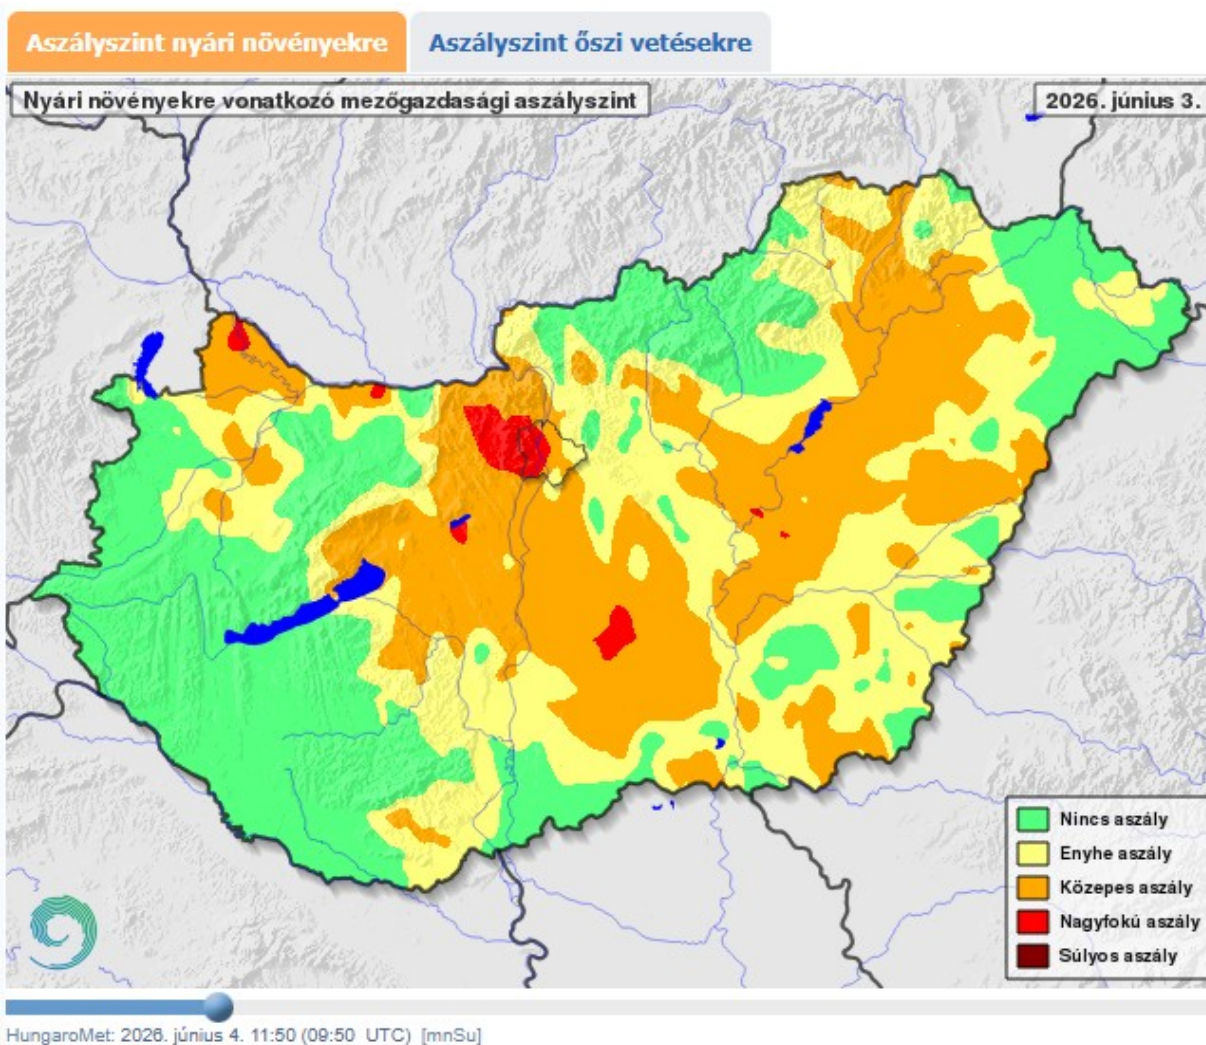 Aszályszint nyári növényekre
Aszályszint őszi vetésekre
Nyári növényekre vonatkozó mezőgazdasági aszályszint
2026. június 3.
Nincs aszály
Enyhe aszály
Közepes aszály
Nagyfokú aszály
Súlyos aszály
HungaroMet: 2026. június 4. 11:50 (09:50 UTC) [mnSu]